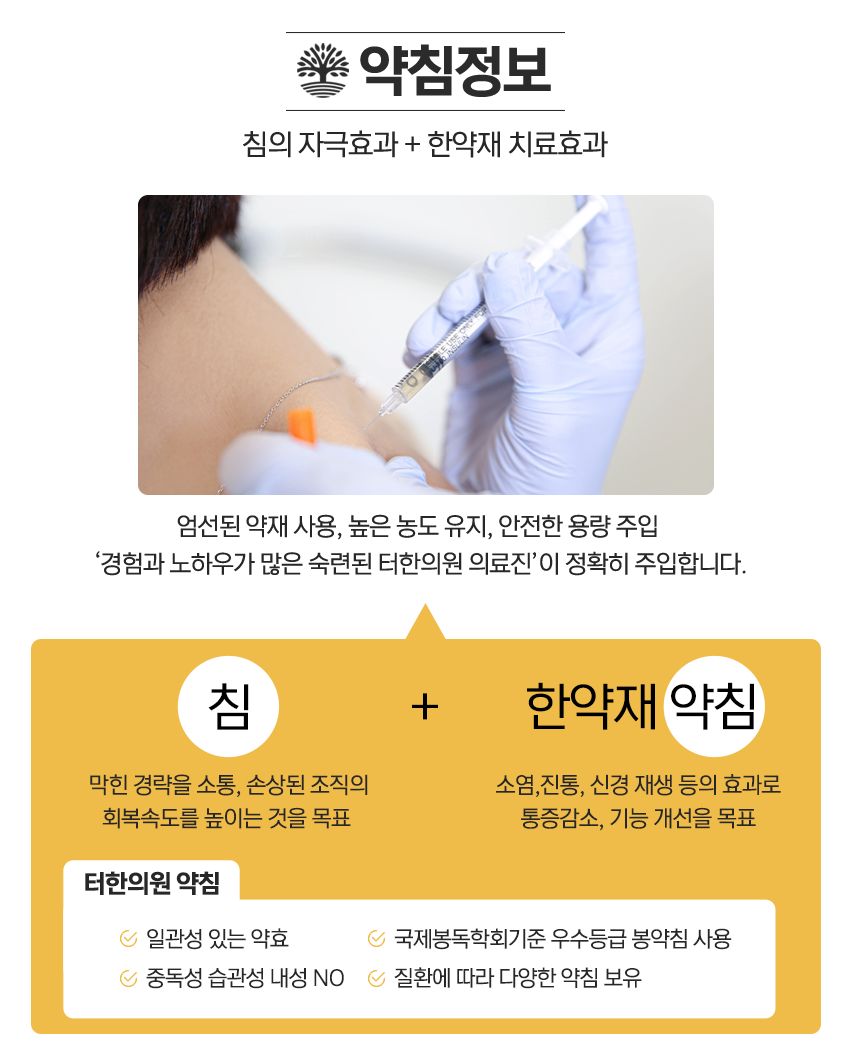 약침정보
침의 자극효과 + 한약재 치료효과
엄선된 약재 사용, 높은 농도 유지, 안전한 용량 주입
‘경험과 노하우가 많은 숙련된 터한의원 의료진’이 정확히 주입합니다.
침 + 한약재 약침
막힌 경략을 소통, 손상된 조직의
회복속도를 높이는 것을 목표
소염,진통, 신경 재생 등의 효과로
통증감소, 기능 개선을 목표
터한의원 약침
일관성 있는 약효
국제봉독학회기준 우수등급 봉약침 사용
중독성 습관성 내성 NO
질환에 따라 다양한 약침 보유